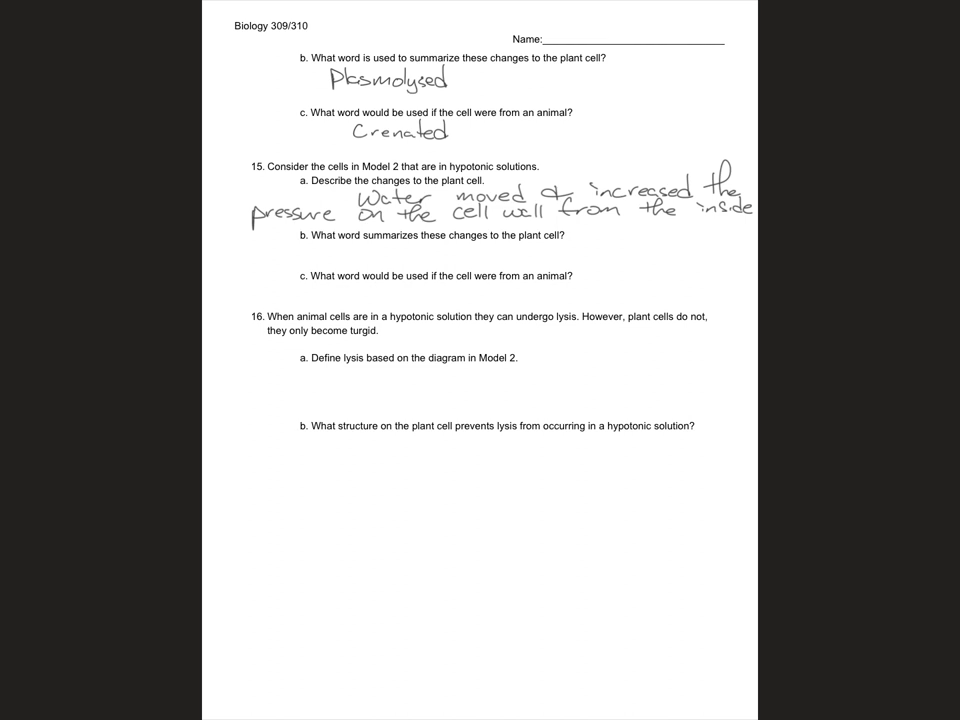 Biology 309/310
Name:
b. What word is used to summarize these changes to the plant cell?
Plasmolysed
c. What word would be used if the cell were from an animal?
Crenated
15. Consider the cells in Model 2 that are in hypotonic solutions.
a. Describe the changes to the plant cell.
Water moved & increased the
pressure on the cell wall from the inside
b. What word summarizes these changes to the plant cell?
c. What word would be used if the cell were from an animal?
16. When animal cells are in a hypotonic solution they can undergo lysis. However, plant cells do not,
they only become turgid.
a. Define lysis based on the diagram in Model 2.
b. What structure on the plant cell prevents lysis from occurring in a hypotonic solution?